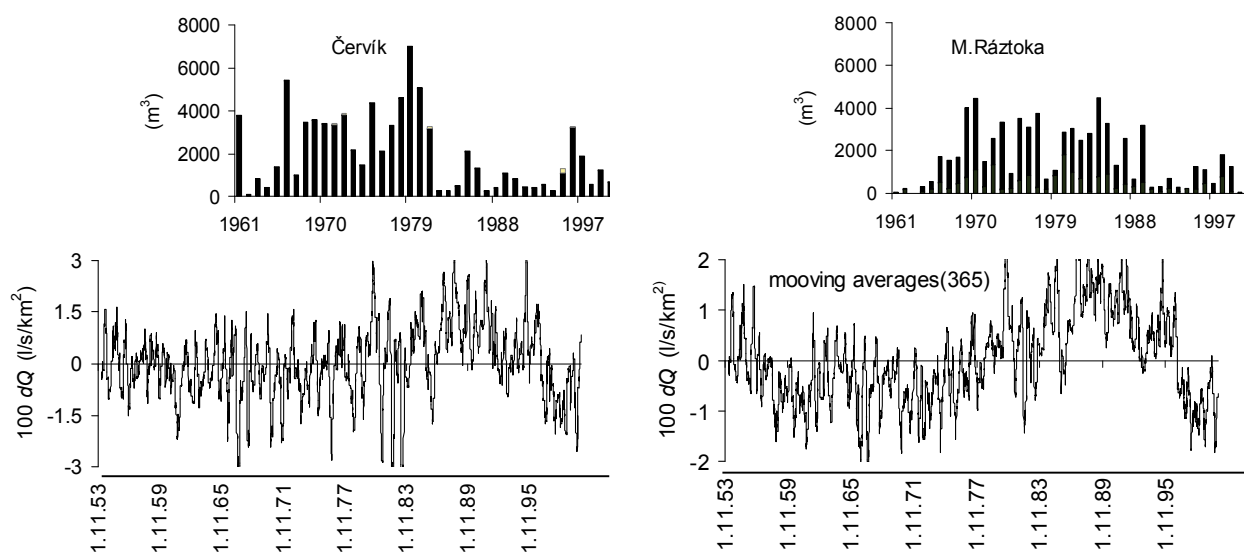 Červík
(m³)
8000
6000
4000
2000
0
1961 1970 1979 1988 1997
M.Ráztoka
(m³)
8000
6000
4000
2000
0
1961 1970 1979 1988 1997
100 dQ (l/s/km²)
3
1.5
0
-1.5
-3
1.11.53 1.11.59 1.11.65 1.11.71 1.11.77 1.11.83 1.11.89 1.11.95
mooving averages(365)
100 dQ (l/s/km²⁾
2
1
0
-1
-2
1.11.53 1.11.59 1.11.65 1.11.71 1.11.77 1.11.83 1.11.89 1.11.95